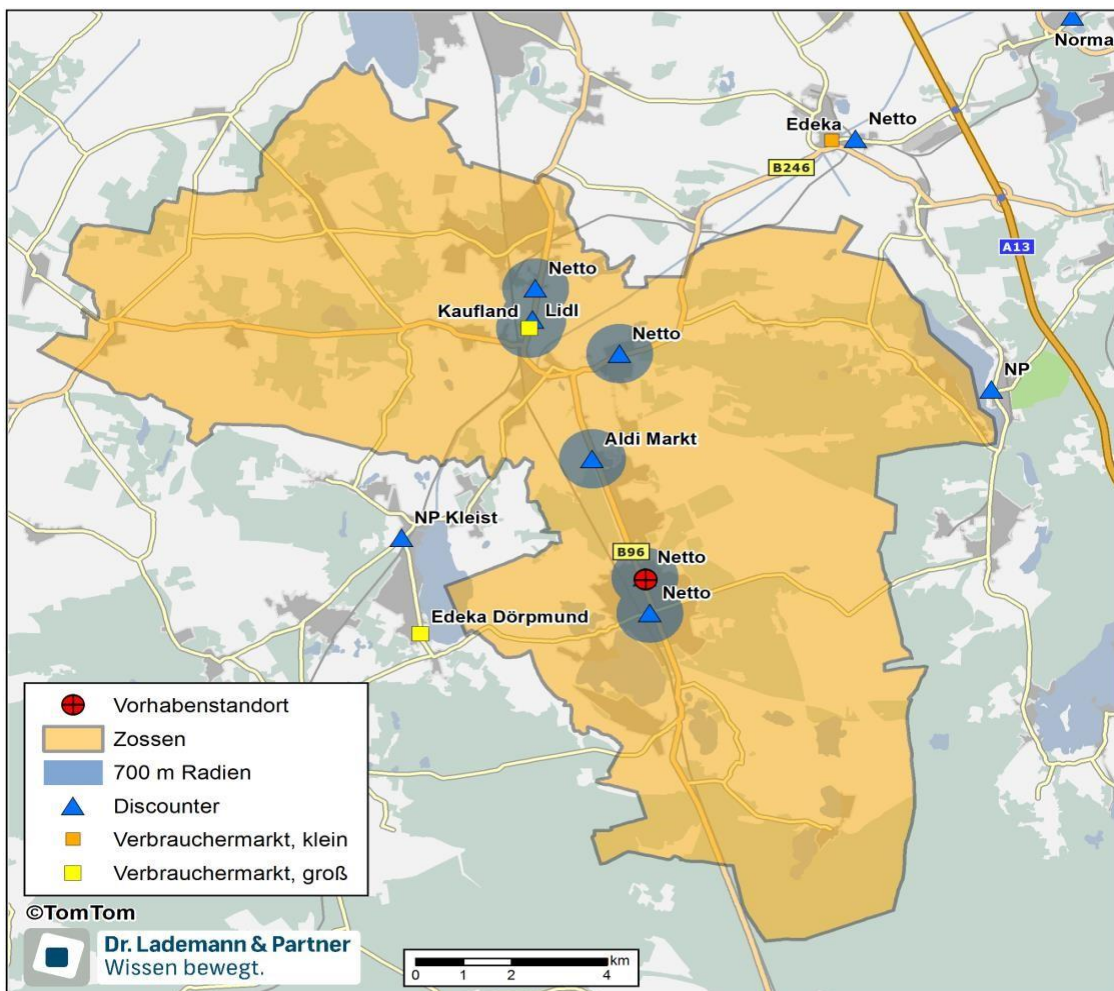 Norma
Edeka
Netto
B246
A13
Netto
Kaufland
Lidl
Netto
NP
Aldi Markt
NP Kleist
B96
Netto
Netto
Edeka Dörpmund
Vorhabenstandort
Zossen
700 m Radien
Discounter
Verbrauchermarkt, klein
Verbrauchermarkt, groß
©TomTom
Dr. Lademann & Partner
Wissen bewegt.
km
0 1 2 4